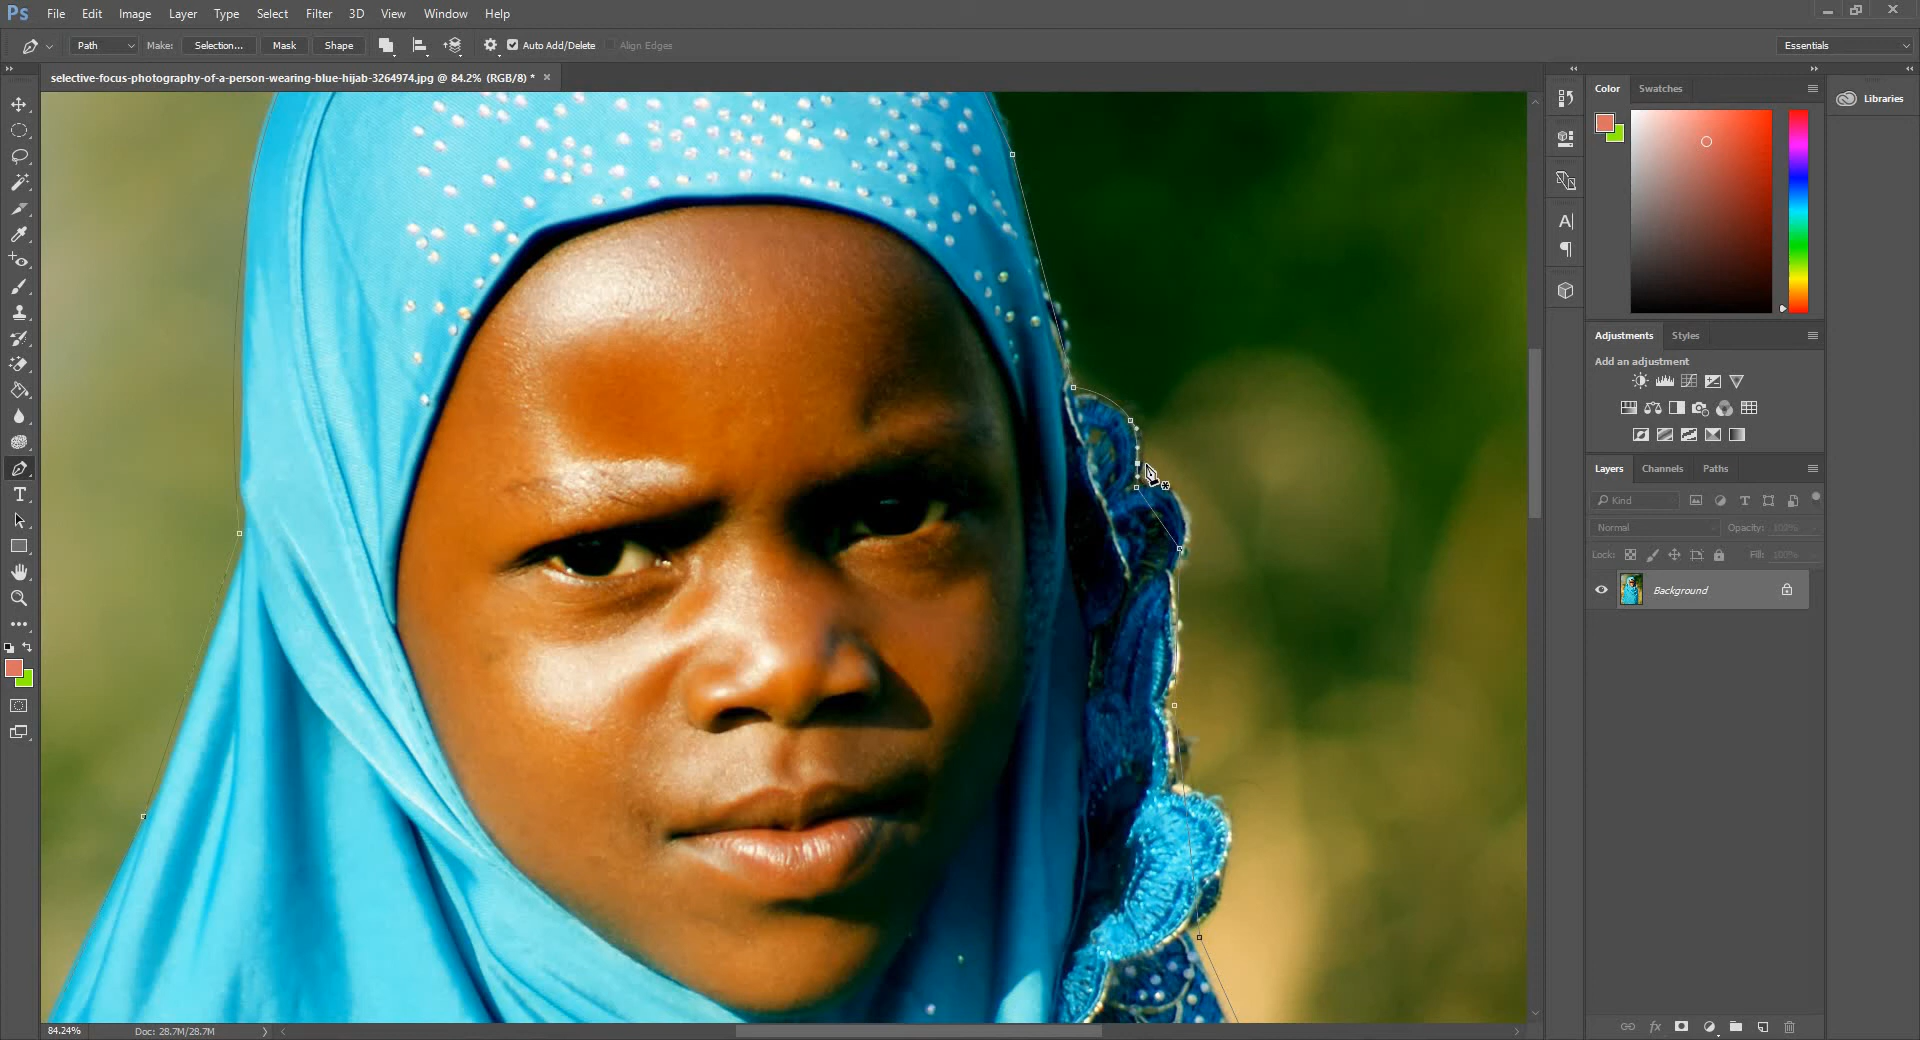 Ps File Edit Image Layer Type Select Filter 3D View Window Help
Path Make: Selection... Mask Shape Auto Add/Delete Align Edges Essentials
selective-focus-photography-of-a-person-wearing-blue-hijab-3264974.jpg @ 84.2% (RGB/8) *
Color Swatches
Libraries
Adjustments Styles
Add an adjustment
Layers Channels Paths
Kind
Normal Opacity: 100%
Lock: Fill: 100%
Background
84.24% Doc: 28.7M/28.7M